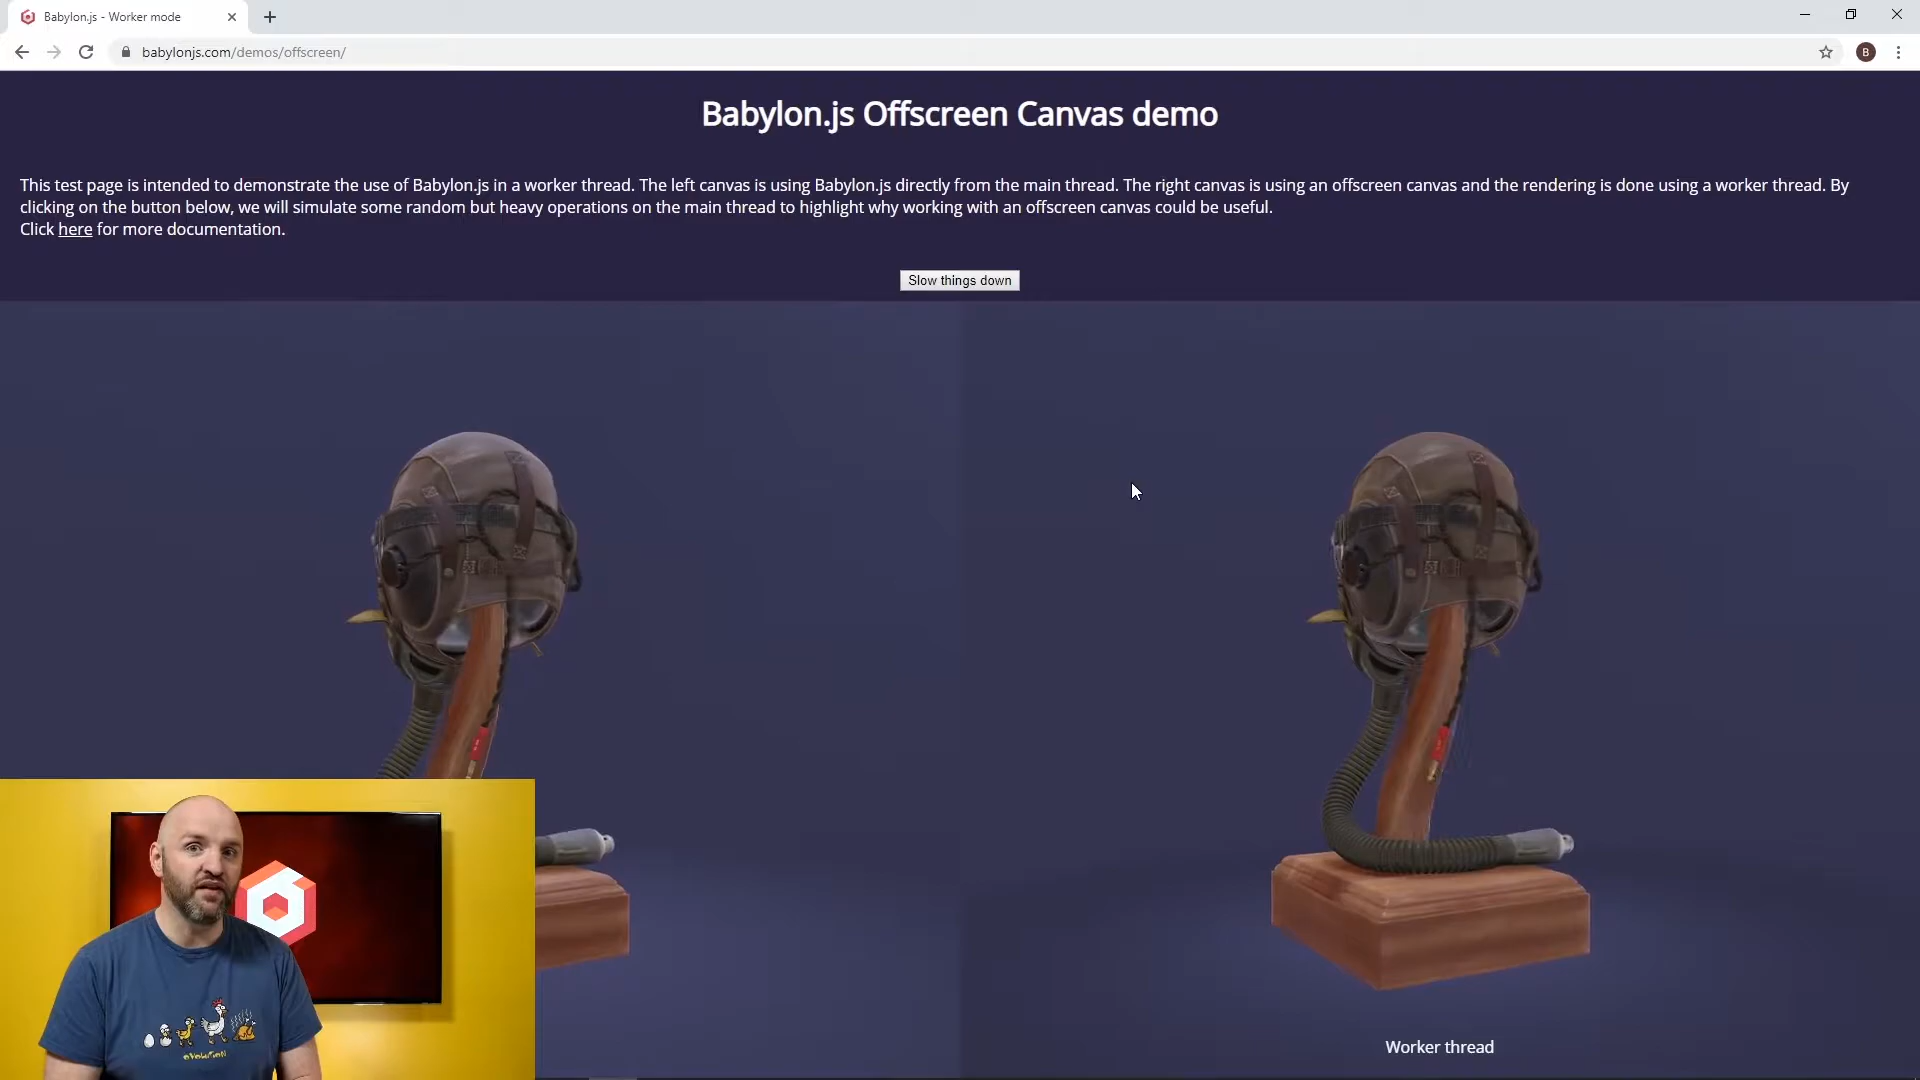 Babylon.js - Worker mode
babylonjs.com/demos/offscreen/
B
Babylon.js Offscreen Canvas demo
This test page is intended to demonstrate the use of Babylon.js in a worker thread. The left canvas is using Babylon.js directly from the main thread. The right canvas is using an offscreen canvas and the rendering is done using a worker thread. By
clicking on the button below, we will simulate some random but heavy operations on the main thread to highlight why working with an offscreen canvas could be useful.
Click here for more documentation.
Slow things down
Worker thread
eVoLuTioN